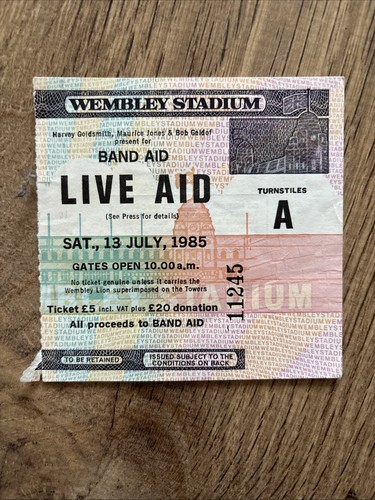 WEMBLEY STADIUM
Harvey Goldsmith, Maurice Jones & Bob Geldof
present for
BAND AID
LIVE AID
(See Press for details)
SAT., 13 JULY, 1985
GATES OPEN 10.00 a.m.
No ticket genuine unless it carries the
Wembley Lion superimposed on the Towers
Ticket £5 incl. VAT plus £20 donation
All proceeds to BAND AID
TURNSTILES
A
11245
STADIUM
TO BE RETAINED
ISSUED SUBJECT TO THE
CONDITIONS ON BACK